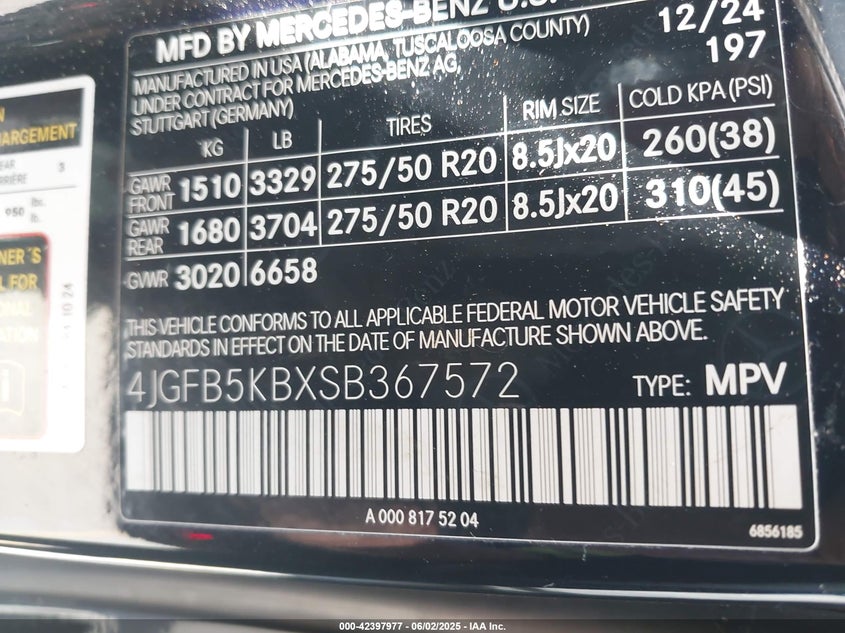 MFD BY MERCEDES-BENZ U.S.
12/24
197
MANUFACTURED IN USA (ALABAMA, TUSCALOOSA COUNTY)
UNDER CONTRACT FOR MERCEDES-BENZ AG,
STUTTGART (GERMANY)
KG LB TIRES RIM SIZE COLD KPA (PSI)
GAWR FRONT 1510 3329 275/50 R20 8.5Jx20 260(38)
GAWR REAR 1680 3704 275/50 R20 8.5Jx20 310(45)
GVWR 3020 6658
THIS VEHICLE CONFORMS TO ALL APPLICABLE FEDERAL MOTOR VEHICLE SAFETY
STANDARDS IN EFFECT ON THE DATE OF MANUFACTURE SHOWN ABOVE.
4JGFB5KBXSB367572 TYPE: MPV
A 000 817 52 04
6856185
3
950 lbs.
lb.
000-42397977 - 06/02/2025 - IAA Inc.